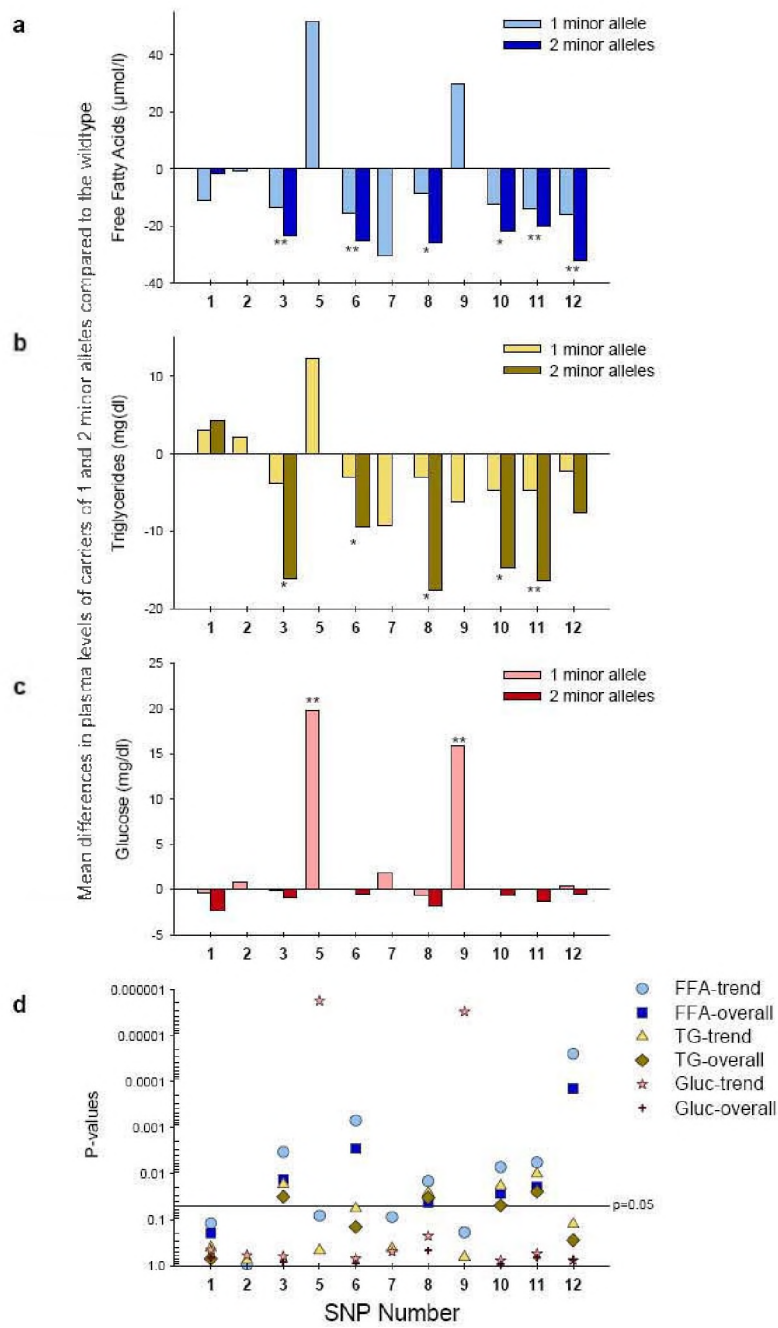 Mean differences in plasma levels of carriers of 1 and 2 minor alleles compared to the wildtype
a
Free Fatty Acids (µmol/l)
1 minor allele
2 minor alleles
40
20
0
-20
-40
** ** * * ** **
1 2 3 5 6 7 8 9 10 11 12
b
Triglycerides (mg(dl)
1 minor allele
2 minor alleles
10
0
-10
-20
* * * * **
1 2 3 5 6 7 8 9 10 11 12
c
Glucose (mg/dl)
1 minor allele
2 minor alleles
25
20
15
10
5
0
-5
** **
1 2 3 5 6 7 8 9 10 11 12
d
P-values
0.000001
0.00001
0.0001
0.001
0.01
0.1
1.0
p=0.05
FFA-trend
FFA-overall
TG-trend
TG-overall
Gluc-trend
Gluc-overall
1 2 3 5 6 7 8 9 10 11 12
SNP Number